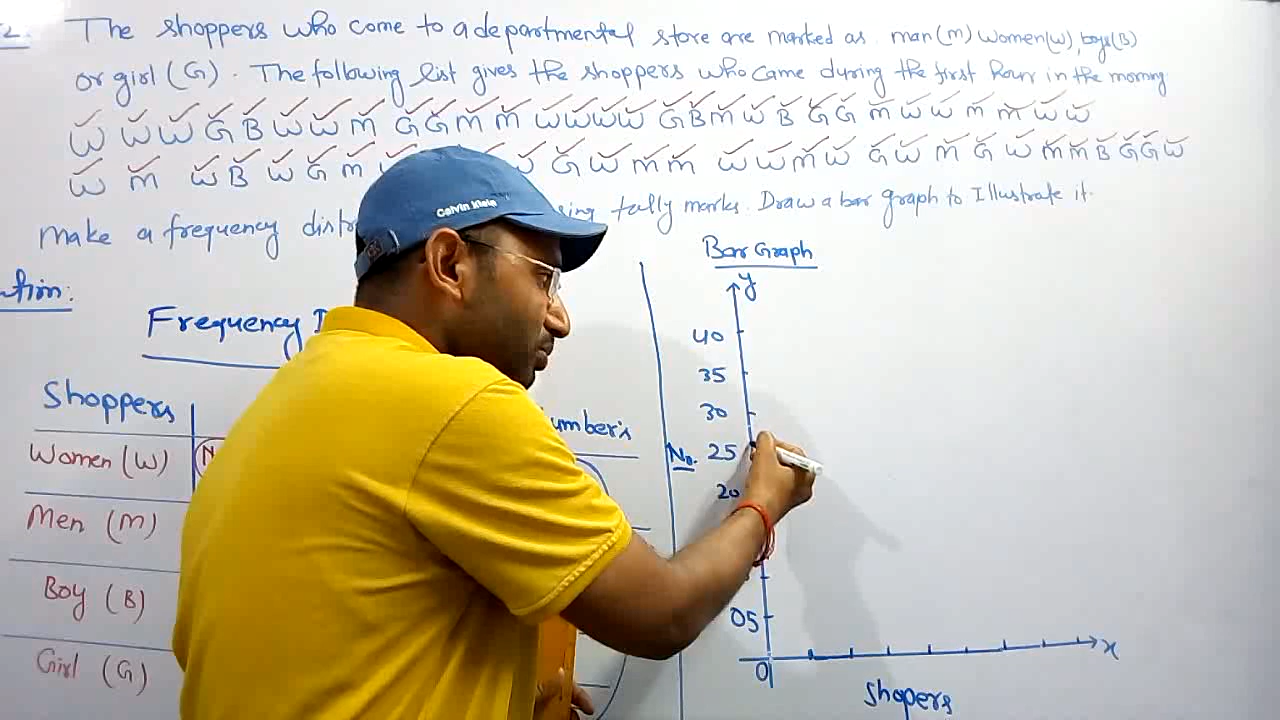 2. The shoppers who come to a departmental store are marked as man (m) women (w), boys (B)
or girl (G). The following list gives the shoppers who came during the first hour in the morning
W W W G B W W M G G M M W W W W G B M W B G G M W W M M W W
W M W B W G M W G W M M W W M W G W M G W M M B G G W
Make a frequency using tally marks. Draw a bar graph to Illustrate it.
Calvin Klein
Bar Graph
Frequency
y
40
35
Shoppers
30
No. 25
Women (W)
20
Men (M)
Boy (B)
05
Girl (G)
0
x
Shopers